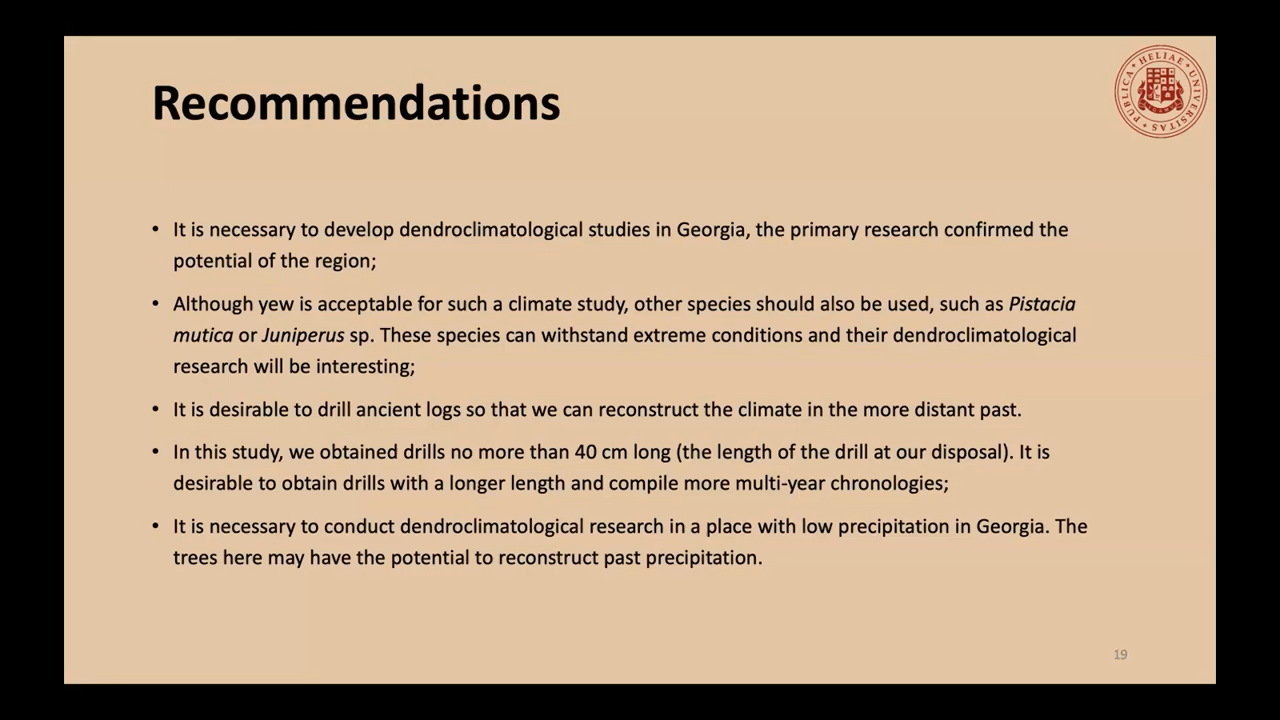 Recommendations
PUBLICA HELIAE UNIVERSITAS
• It is necessary to develop dendroclimatological studies in Georgia, the primary research confirmed the
potential of the region;
• Although yew is acceptable for such a climate study, other species should also be used, such as Pistacia
mutica or Juniperus sp. These species can withstand extreme conditions and their dendroclimatological
research will be interesting;
• It is desirable to drill ancient logs so that we can reconstruct the climate in the more distant past.
• In this study, we obtained drills no more than 40 cm long (the length of the drill at our disposal). It is
desirable to obtain drills with a longer length and compile more multi-year chronologies;
• It is necessary to conduct dendroclimatological research in a place with low precipitation in Georgia. The
trees here may have the potential to reconstruct past precipitation.
19